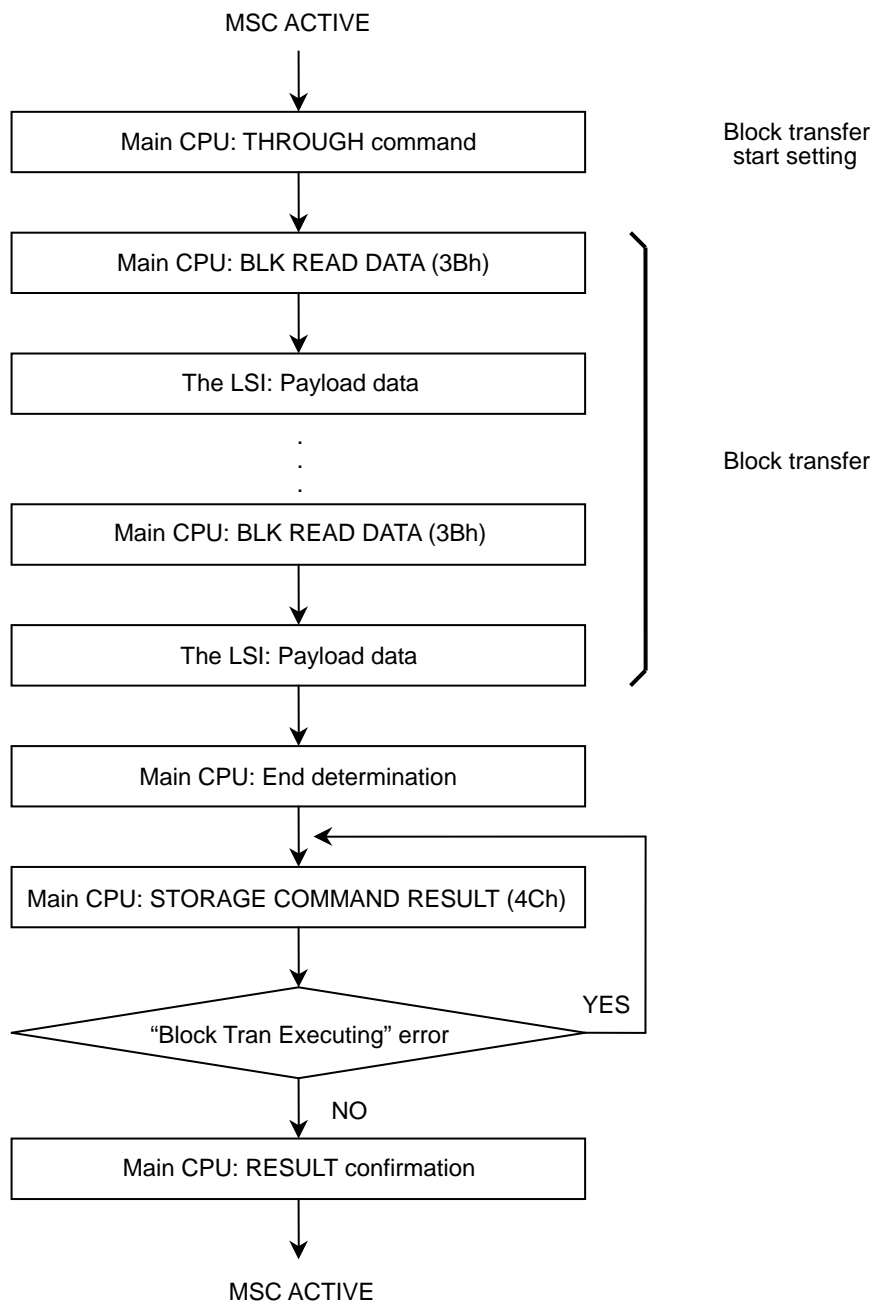 MSC ACTIVE
Main CPU: THROUGH command
Block transfer
start setting
Main CPU: BLK READ DATA (3Bh)
The LSI: Payload data
.
.
.
Block transfer
Main CPU: BLK READ DATA (3Bh)
The LSI: Payload data
Main CPU: End determination
Main CPU: STORAGE COMMAND RESULT (4Ch)
YES
“Block Tran Executing” error
NO
Main CPU: RESULT confirmation
MSC ACTIVE